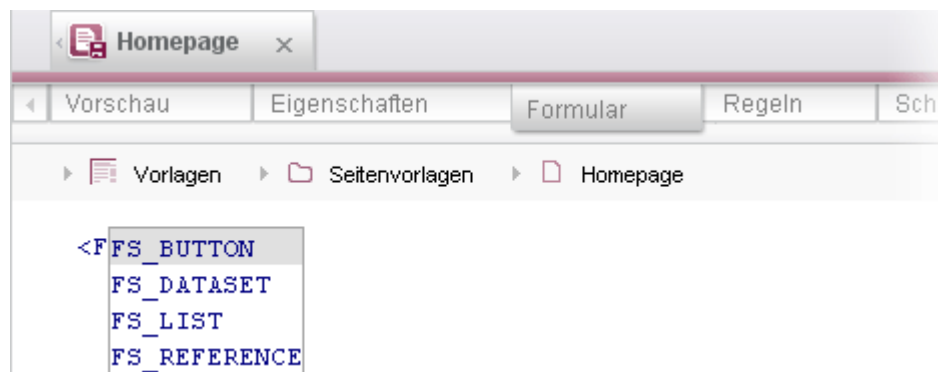 Homepage
Vorschau Eigenschaften Formular Regeln Sch
Vorlagen Seitenvorlagen Homepage
<F FS_BUTTON
FS_DATASET
FS_LIST
FS_REFERENCE